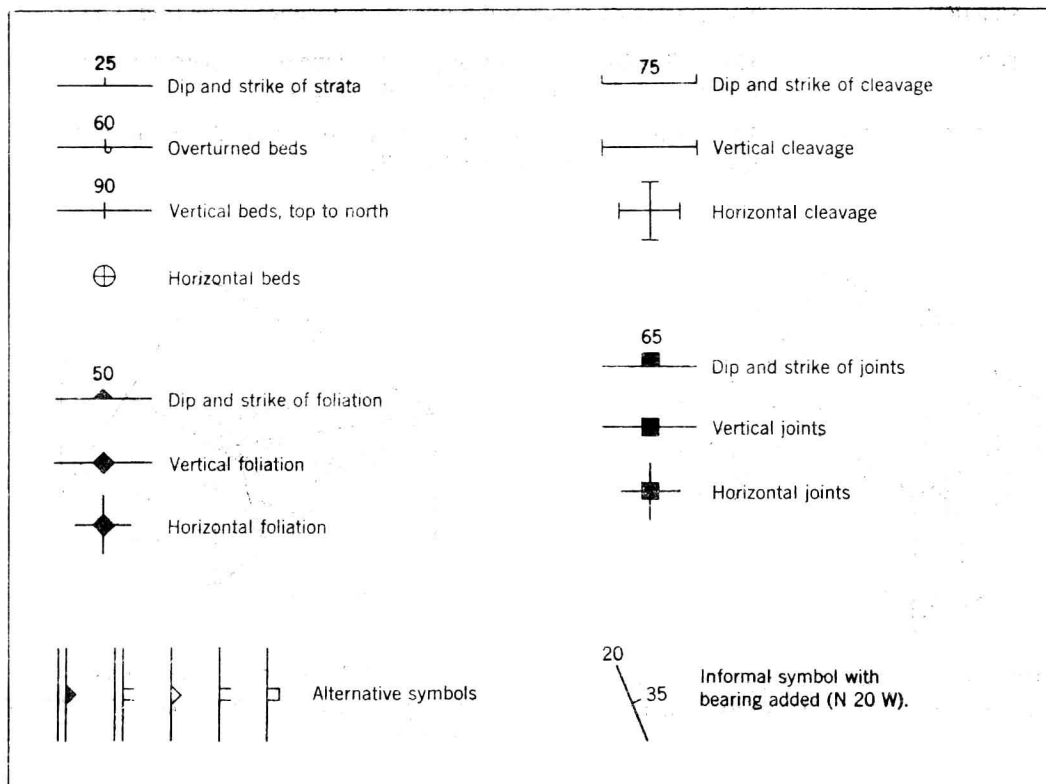 25
Dip and strike of strata
60
Overturned beds
90
Vertical beds, top to north
Horizontal beds
50
Dip and strike of foliation
Vertical foliation
Horizontal foliation
75
Dip and strike of cleavage
Vertical cleavage
Horizontal cleavage
65
Dip and strike of joints
Vertical joints
Horizontal joints
Alternative symbols
20
35
Informal symbol with
bearing added (N 20 W).